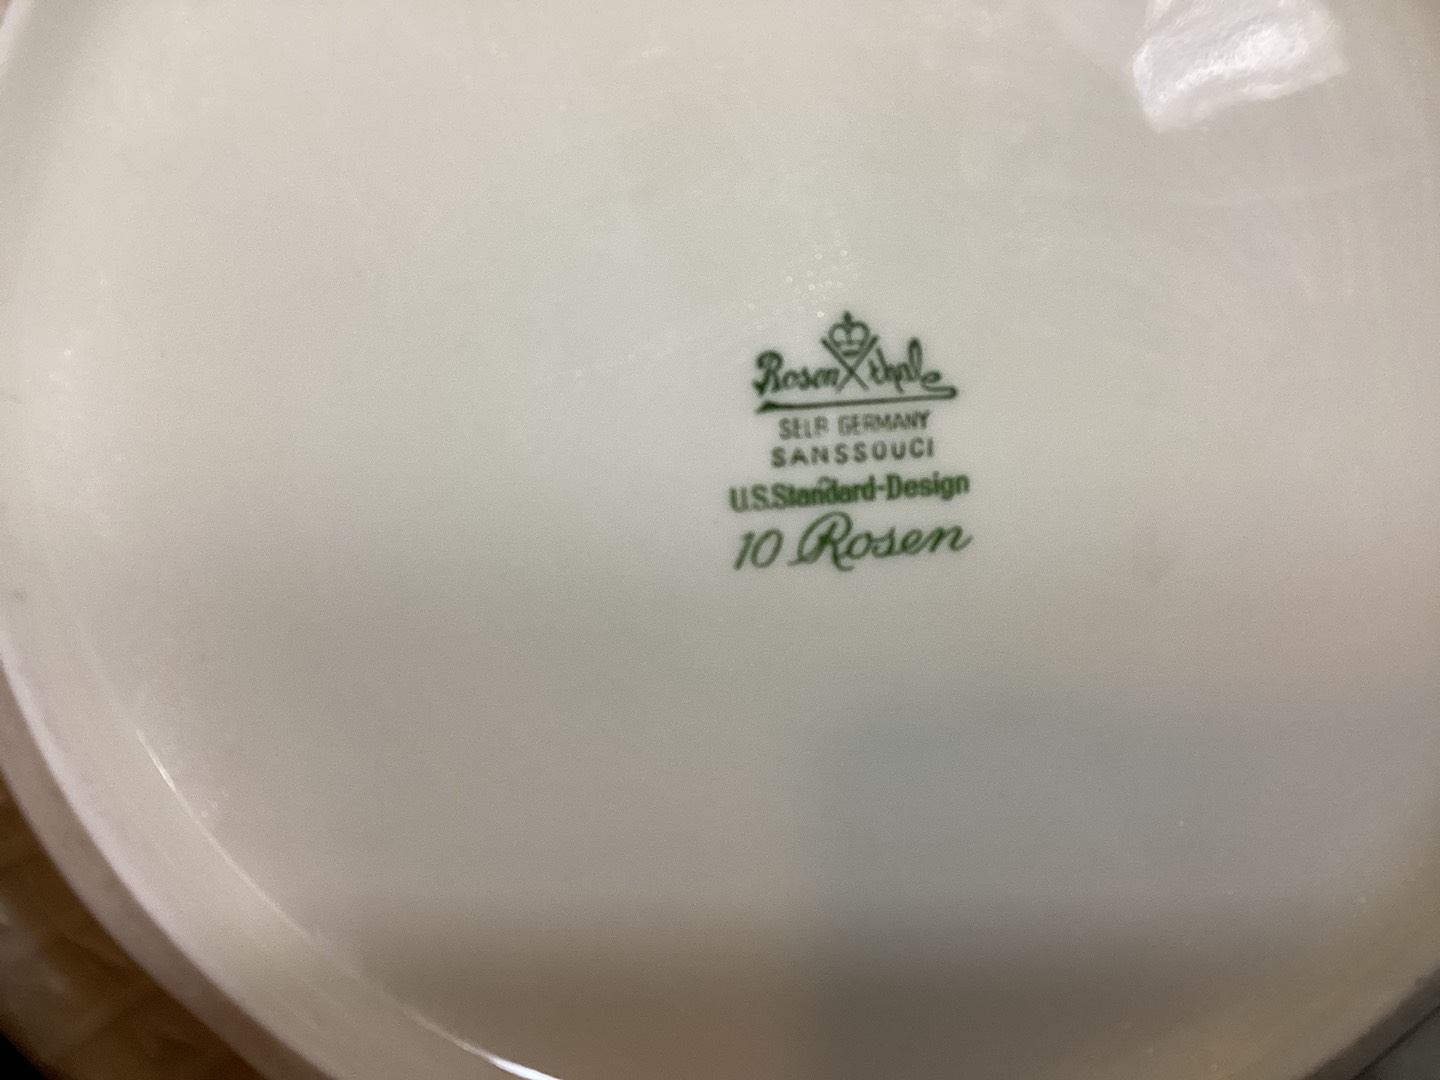 Rosenthal
SELB GERMANY
SANSSOUCI
U.S.Standard-Design
10 Rosen